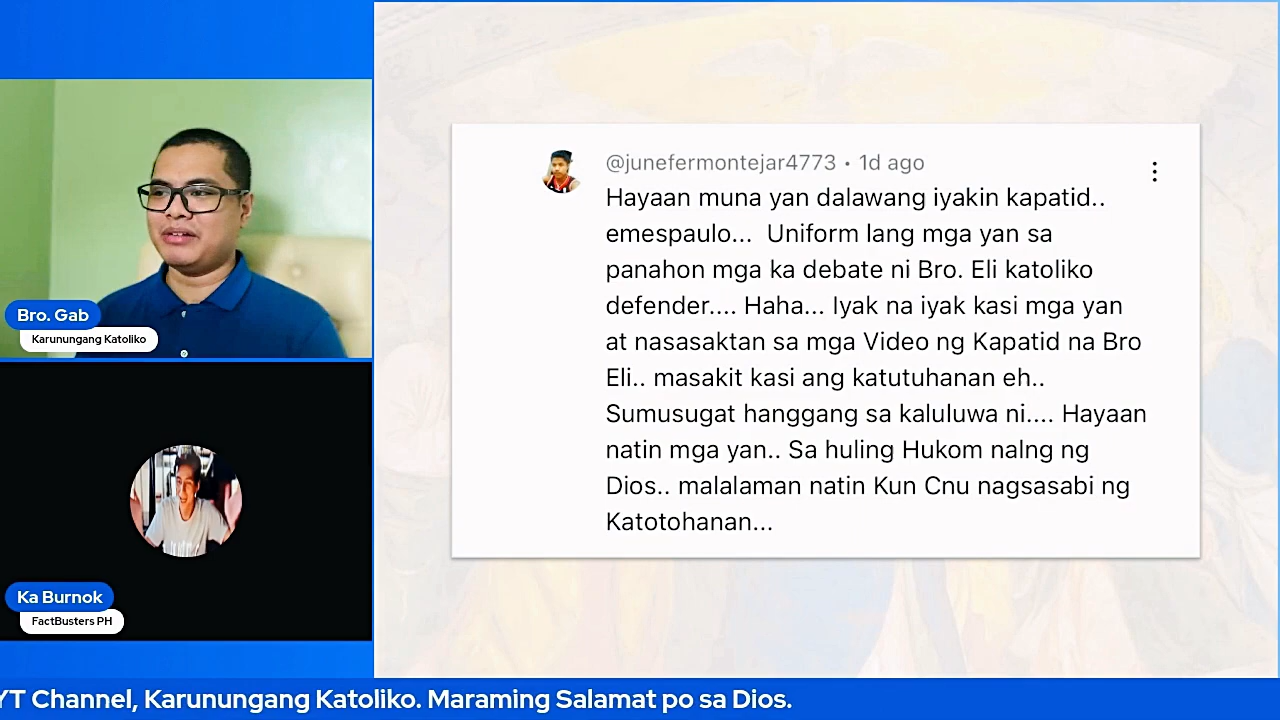 Bro. Gab
Karunungang Katoliko
Ka Burnok
FactBusters PH
@junefermontejar4773 • 1d ago
Hayaan muna yan dalawang iyakin kapatid..
emespaulo...  Uniform lang mga yan sa
panahon mga ka debate ni Bro. Eli katoliko
defender.... Haha... Iyak na iyak kasi mga yan
at nasasaktan sa mga Video ng Kapatid na Bro
Eli.. masakit kasi ang katutuhanan eh..
Sumusugat hanggang sa kaluluwa ni.... Hayaan
natin mga yan.. Sa huling Hukom nalng ng
Dios.. malalaman natin Kun Cnu nagsasabi ng
Katotohanan...
YT Channel, Karunungang Katoliko. Maraming Salamat po sa Dios.